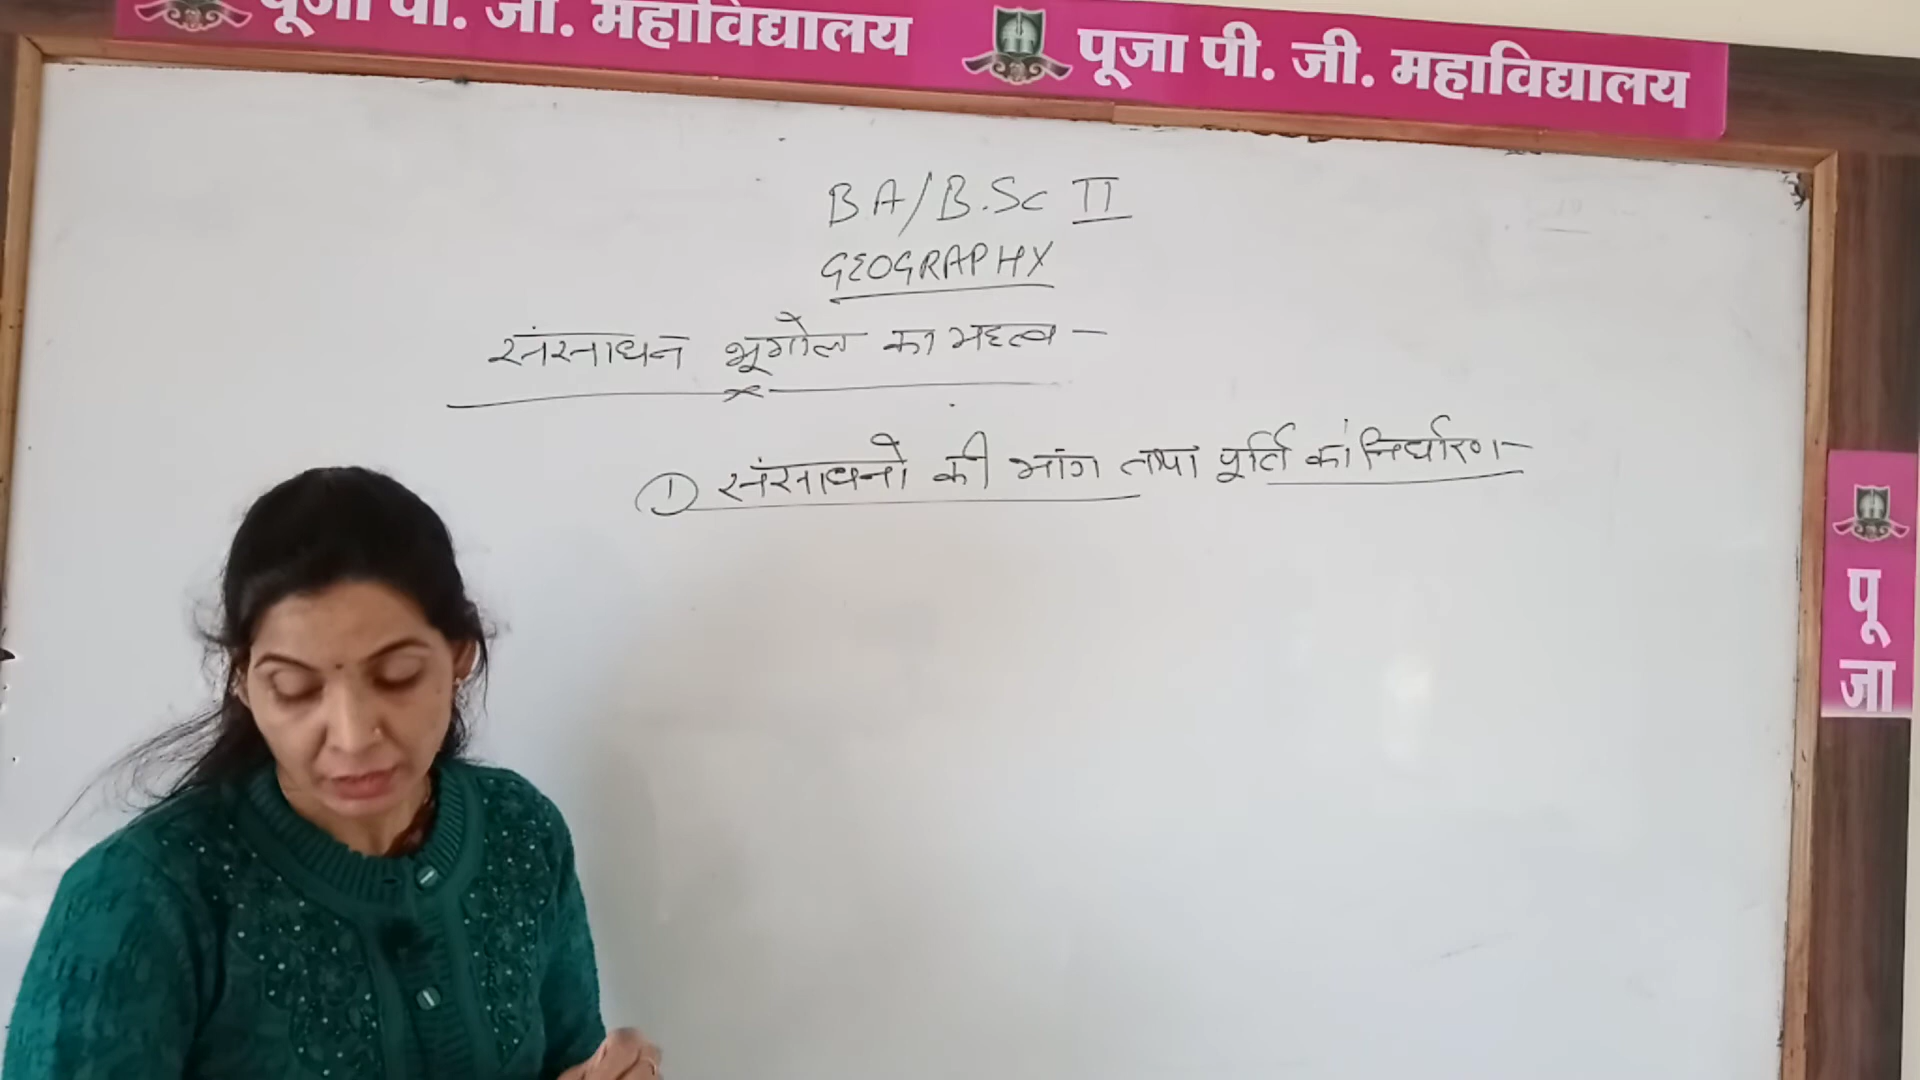 पूजा पी. जी. महाविद्यालय
पूजा पी. जी. महाविद्यालय
BA/B.Sc II
GEOGRAPHY
संसाधन भूगोल का महत्व -
① संसाधनो की मांग तथा पूर्ति का निर्धारण -
पू
जा